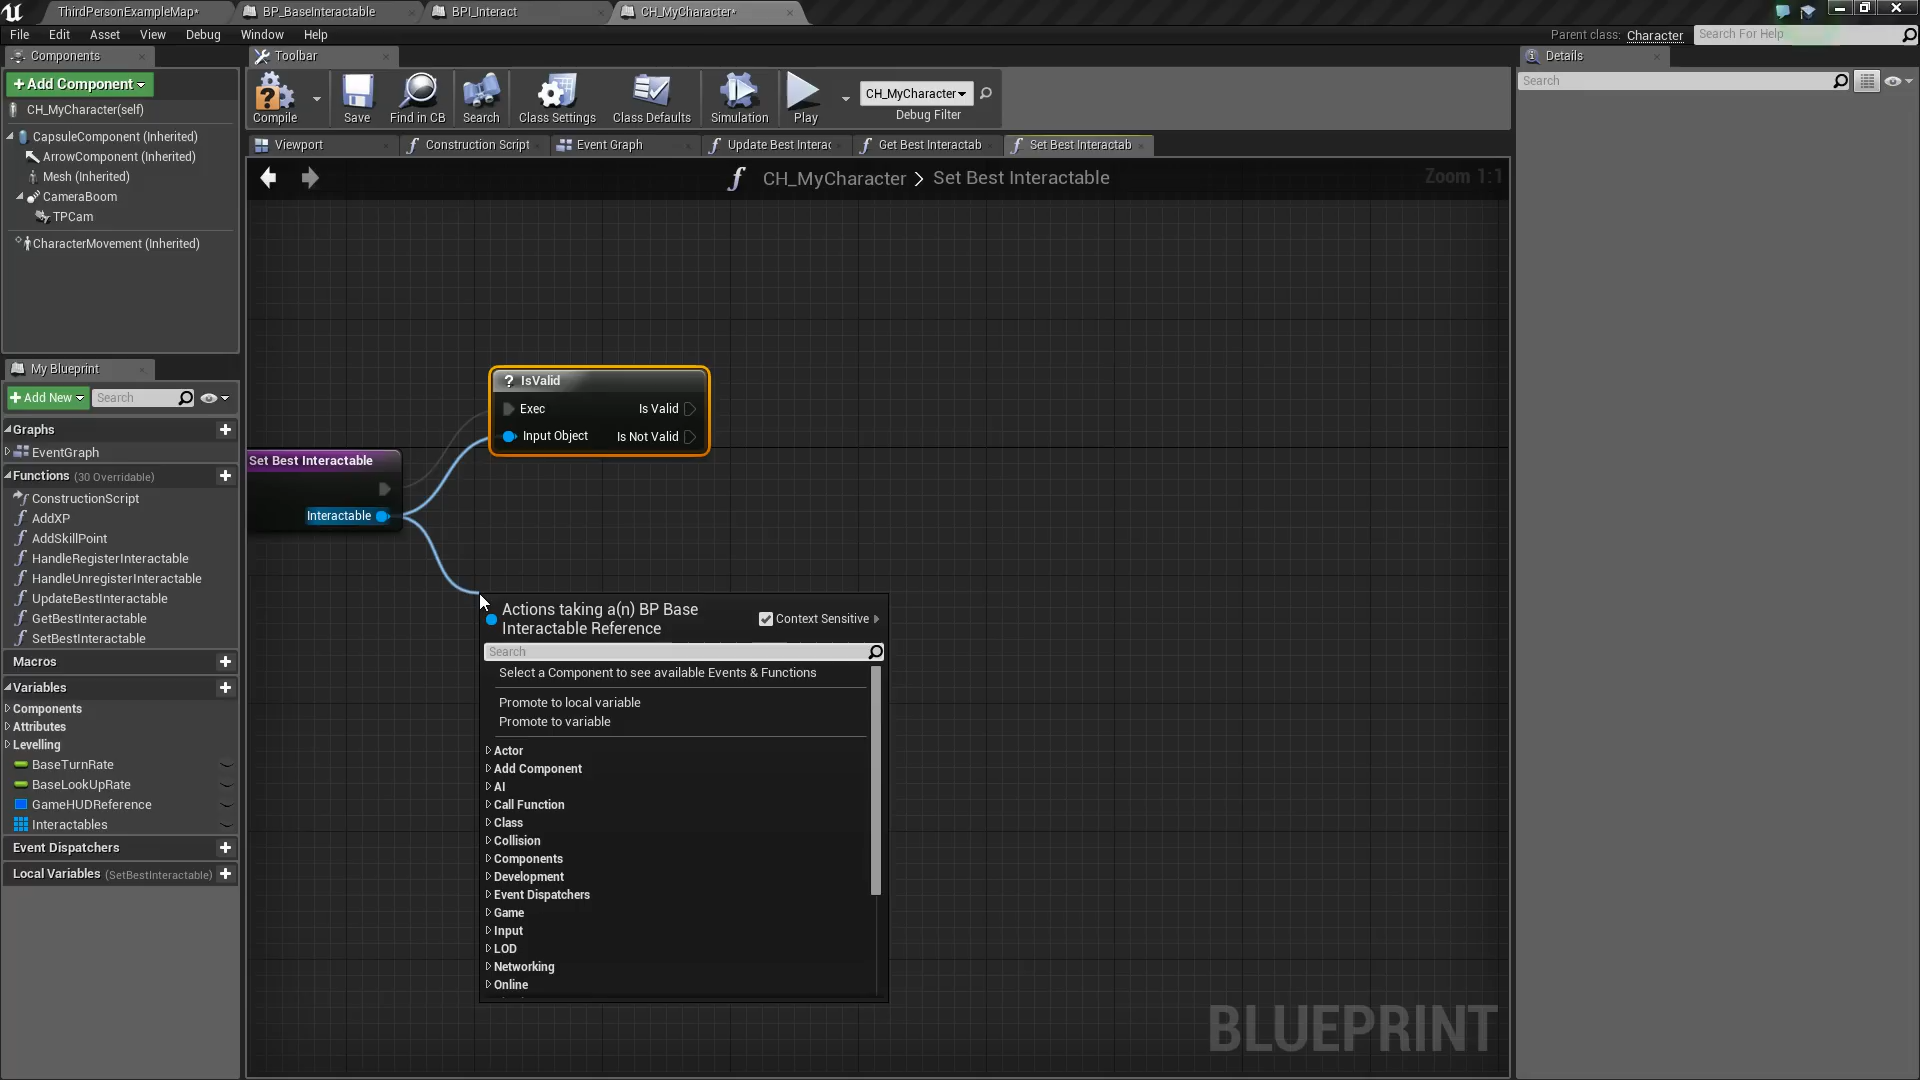 ThirdPersonExampleMap*
BP_BaseInteractable
BPI_Interact
CH_MyCharacter*
File
Edit
Asset
View
Debug
Window
Help
Parent class: Character
Search For Help
Components
Toolbar
Details
+ Add Component
Search
CH_MyCharacter(self)
CapsuleComponent (Inherited)
ArrowComponent (Inherited)
Mesh (Inherited)
CameraBoom
TPCam
CharacterMovement (Inherited)
Compile
Save
Find in CB
Search
Class Settings
Class Defaults
Simulation
Play
CH_MyCharacter
Debug Filter
Viewport
Construction Script
Event Graph
Update Best Interac
Get Best Interactab
Set Best Interactab
CH_MyCharacter > Set Best Interactable
Zoom 1:1
My Blueprint
+ Add New
Search
Graphs
EventGraph
Functions (30 Overridable)
ConstructionScript
AddXP
AddSkillPoint
HandleRegisterInteractable
HandleUnregisterInteractable
UpdateBestInteractable
GetBestInteractable
SetBestInteractable
Macros
Variables
Components
Attributes
Levelling
BaseTurnRate
BaseLookUpRate
GameHUDReference
Interactables
Event Dispatchers
Local Variables (SetBestInteractable)
? IsValid
Exec
Is Valid
Input Object
Is Not Valid
Set Best Interactable
Interactable
Actions taking a(n) BP Base
Interactable Reference
Context Sensitive
Search
Select a Component to see available Events & Functions
Promote to local variable
Promote to variable
Actor
Add Component
AI
Call Function
Class
Collision
Components
Development
Event Dispatchers
Game
Input
LOD
Networking
Online
BLUEPRINT